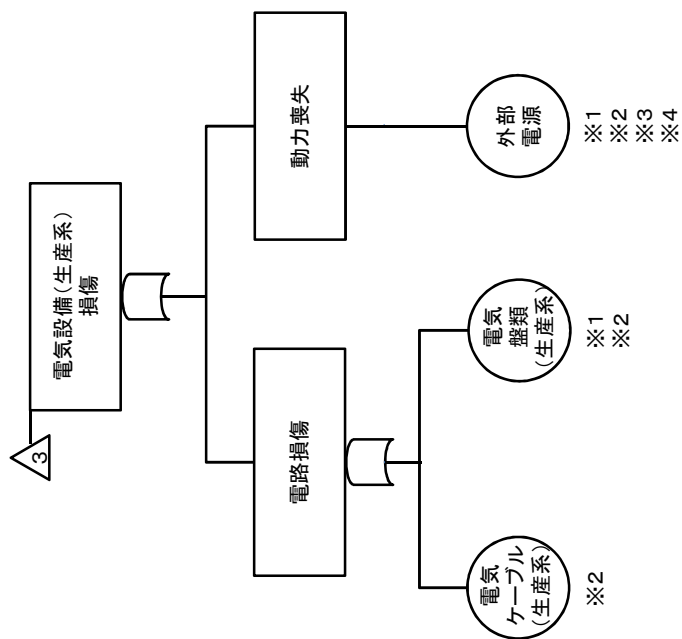 3
電気設備(生産系)
損傷
電路損傷
動力喪失
電気
ケーブル
(生産系)
※2
電気
盤類
(生産系)
※1
※2
外部
電源
※1
※2
※3
※4